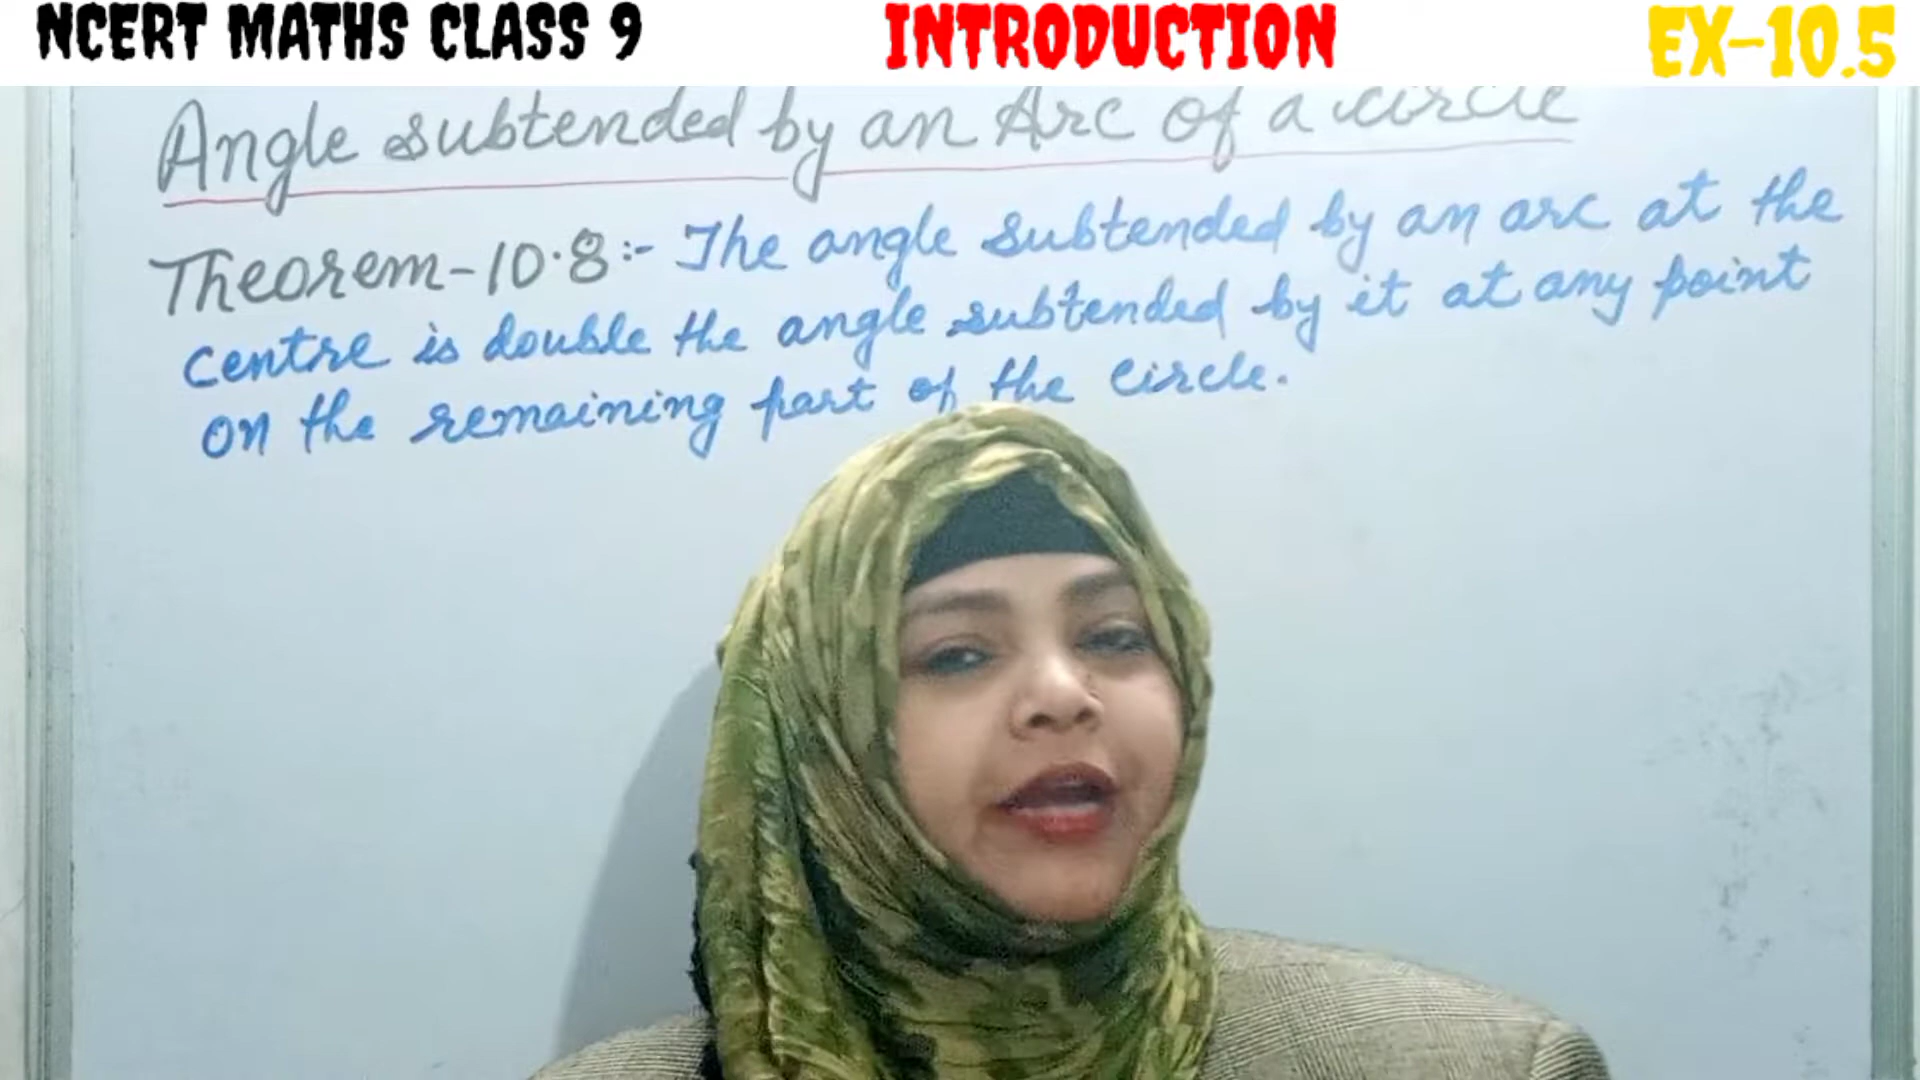 NCERT MATHS CLASS 9 INTRODUCTION EX-10.5
Angle subtended by an Arc of a circle
Theorem-10.8:- The angle subtended by an arc at the
centre is double the angle subtended by it at any point
on the remaining part of the circle.